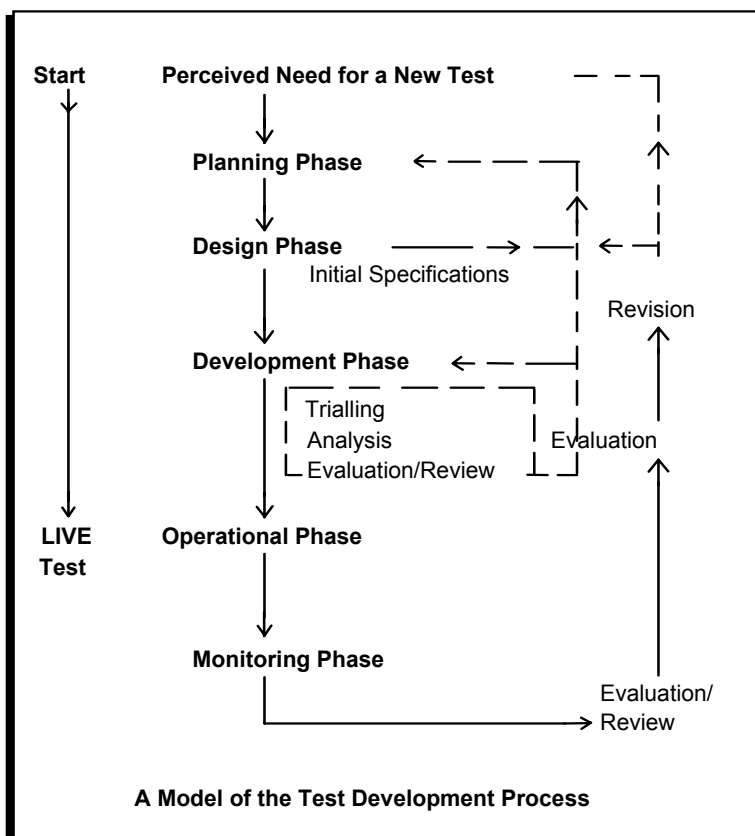 Start
Perceived Need for a New Test
Planning Phase
Design Phase
Initial Specifications
Revision
Development Phase
Trialling
Analysis
Evaluation
Evaluation/Review
LIVE
Test
Operational Phase
Monitoring Phase
Evaluation/
Review
A Model of the Test Development Process